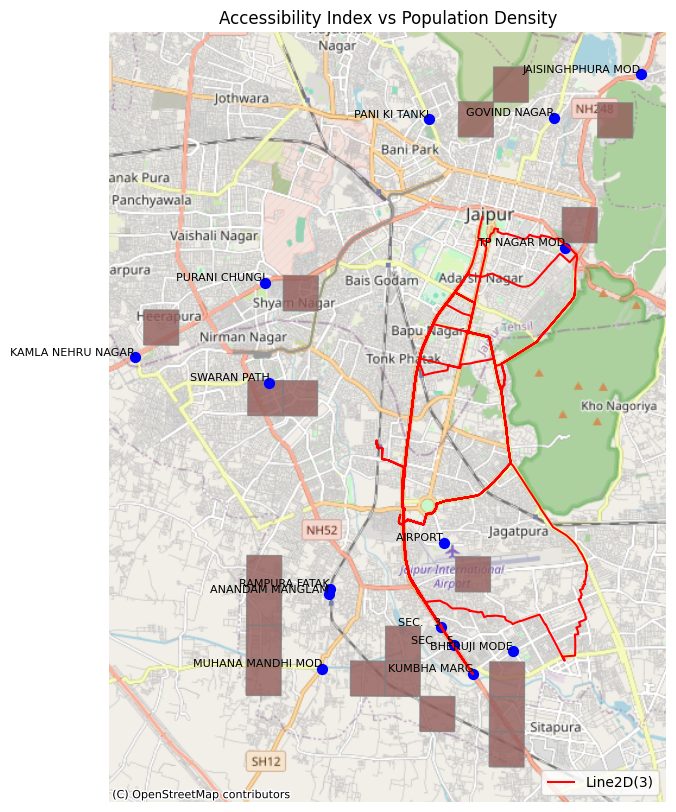 Accessibility Index vs Population Density
Nagar
JAISINGHPHURA MOD
Jothwara
NH248
PANI KI TANKI
GOVIND NAGAR
Bani Park
anak Pura
Panchyawala
Jaipur
Vaishali Nagar
TP NAGAR MOD
arpura
PURANI CHUNGI
Bais Godam
Adarsh Nagar
Shyam Nagar
Heerapura
Bapu Nagar
Jaipur Tehsil
Nirman Nagar
KAMLA NEHRU NAGAR
Tonk Phatak
SWARAN PATH
Kho Nagoriya
NH52
Jagatpura
AIRPORT
Jaipur International
Airport
RAMPURA FATAK
ANANDAM MANGLAN
SEC
SEC
BHERUJI MODE
MUHANA MANDHI MOD
KUMBHA MARG
Sitapura
SH12
Line2D(3)
(C) OpenStreetMap contributors